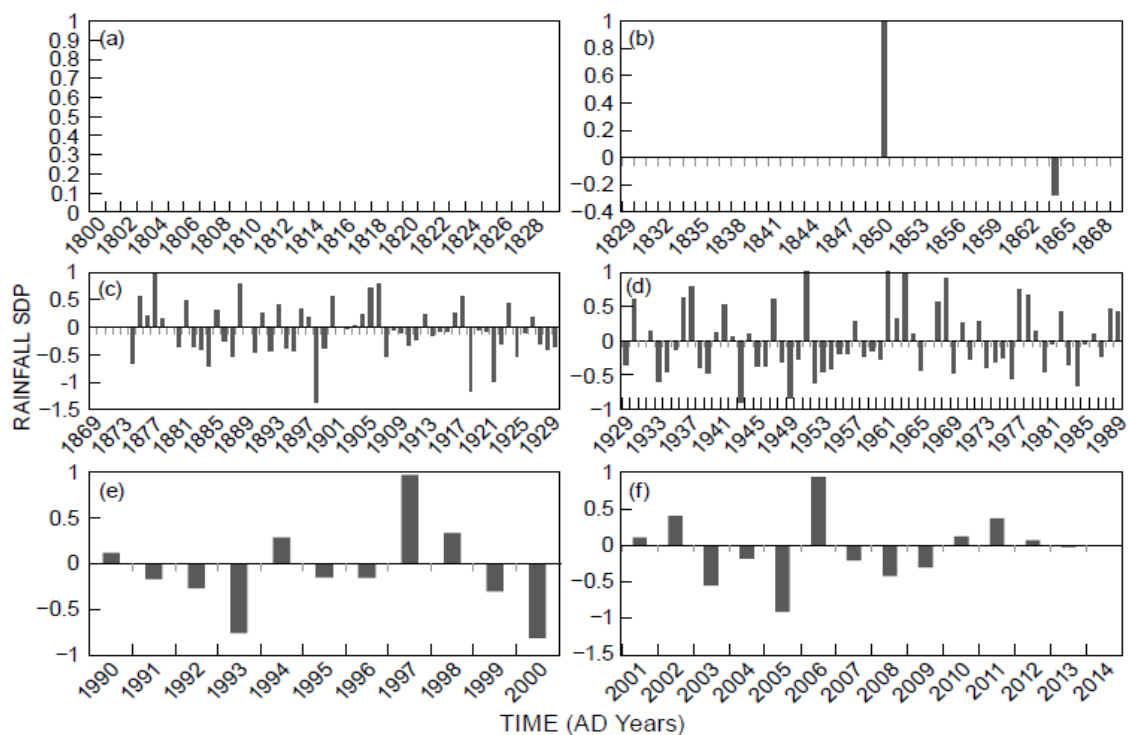 RAINFALL SDP
(a)
1
0.9
0.8
0.7
0.6
0.5
0.4
0.3
0.2
0.1
0
1800 1802 1804 1806 1808 1810 1812 1814 1816 1818 1820 1822 1824 1826 1828
(b)
1
0.8
0.6
0.4
0.2
0
−0.2
−0.4
1829 1832 1835 1838 1841 1844 1847 1850 1853 1856 1859 1862 1865 1868
(c)
1
0.5
0
−0.5
−1
−1.5
1869 1873 1877 1881 1885 1889 1893 1897 1901 1905 1909 1913 1917 1921 1925 1929
(d)
1
0.5
0
−0.5
−1
1929 1933 1937 1941 1945 1949 1953 1957 1961 1965 1969 1973 1977 1981 1985 1989
(e)
1
0.5
0
−0.5
−1
1990 1991 1992 1993 1994 1995 1996 1997 1998 1999 2000
(f)
1
0.5
0
−0.5
−1
−1.5
2001 2002 2003 2004 2005 2006 2007 2008 2009 2010 2011 2012 2013 2014
TIME (AD Years)